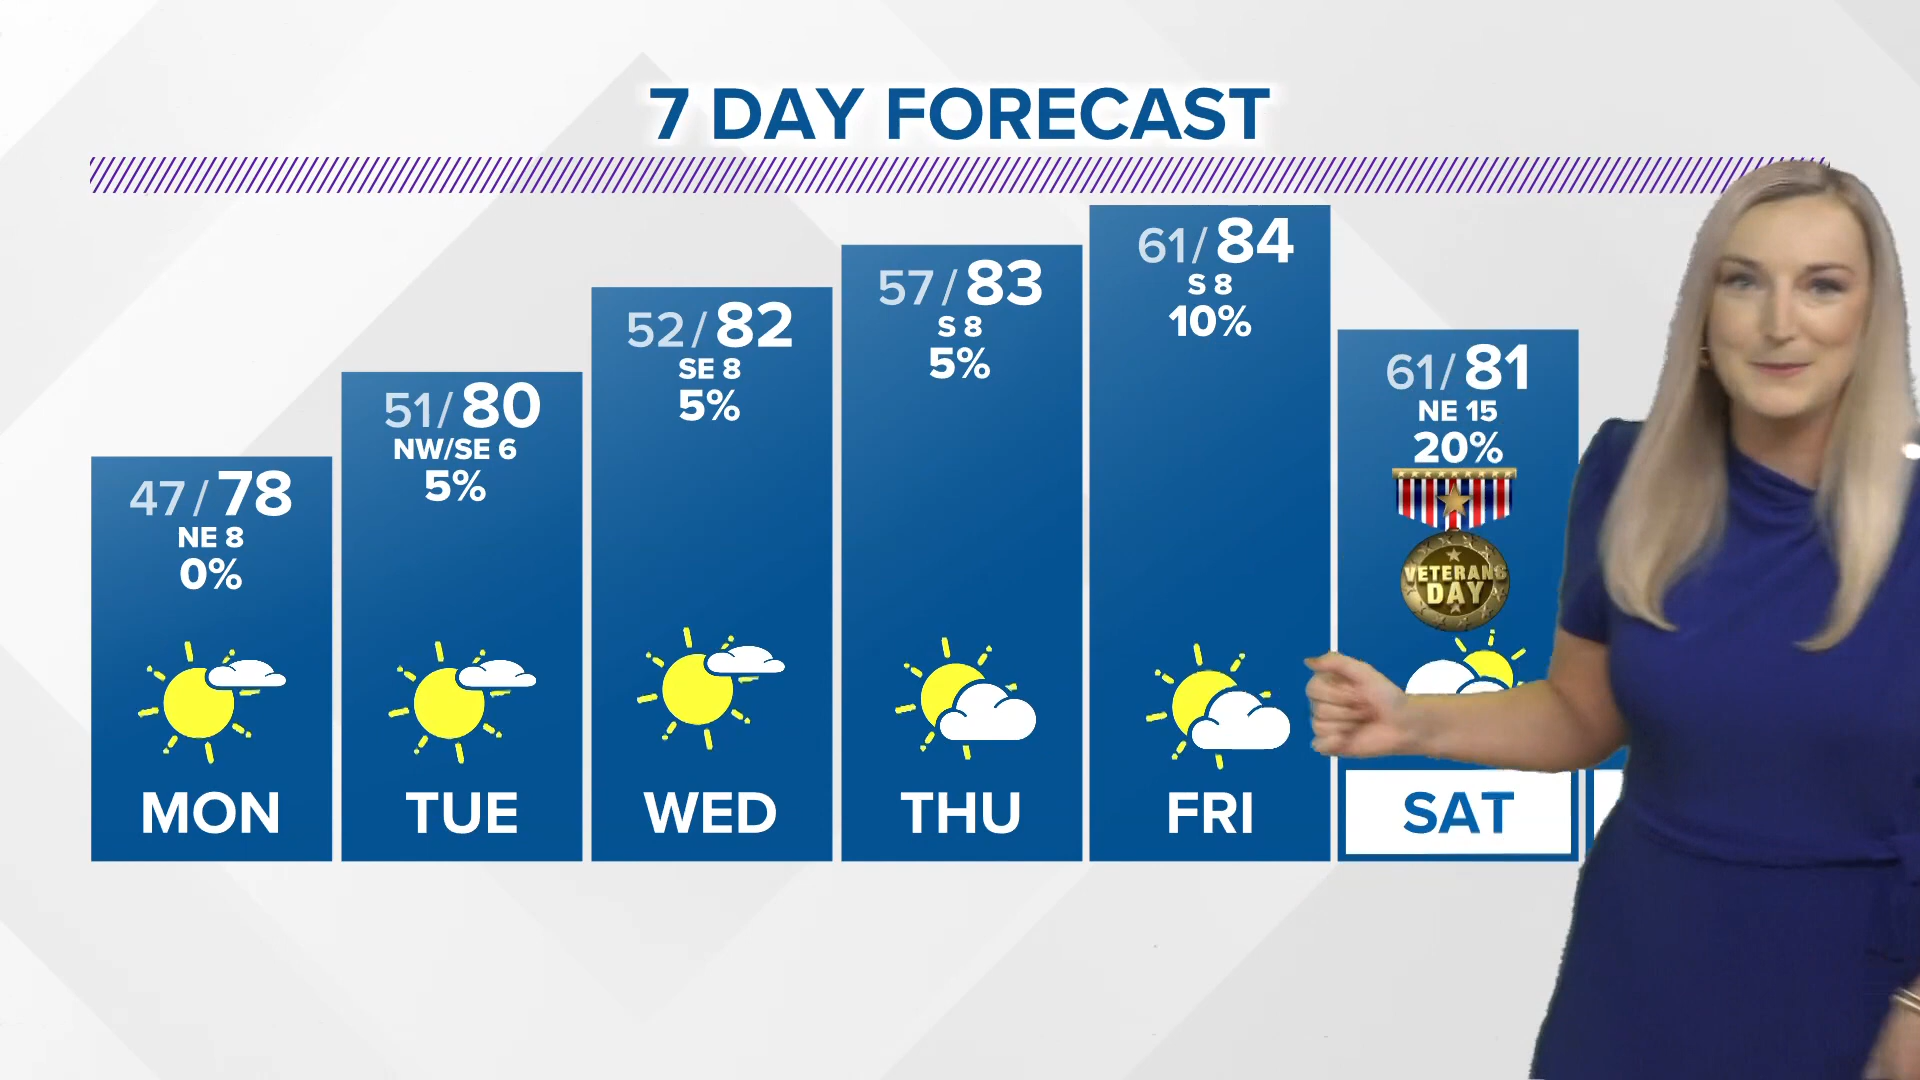 7 DAY FORECAST
47/78
NE 8
0%
MON
51/80
NW/SE 6
5%
TUE
52/82
SE 8
5%
WED
57/83
S 8
5%
THU
61/84
S 8
10%
FRI
61/81
NE 15
20%
VETERANS
DAY
SAT